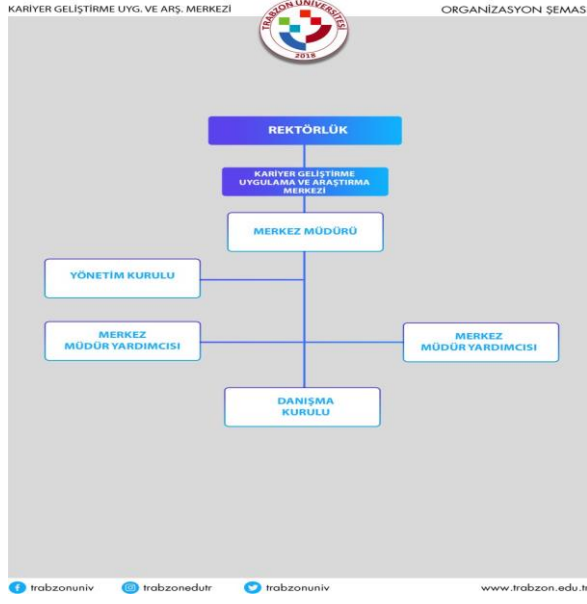 KARİYER GELİŞTİRME UYG. VE ARŞ. MERKEZİ
TRABZON ÜNİVERSİTESİ
2018
ORGANİZASYON ŞEMAS
REKTÖRLÜK
KARİYER GELİŞTİRME
UYGULAMA VE ARAŞTIRMA
MERKEZİ
MERKEZ MÜDÜRÜ
YÖNETİM KURULU
MERKEZ
MÜDÜR YARDIMCISI
MERKEZ
MÜDÜR YARDIMCISI
DANIŞMA
KURULU
trabzonuniv
trabzonedutr
trabzonuniv
www.trabzon.edu.tr